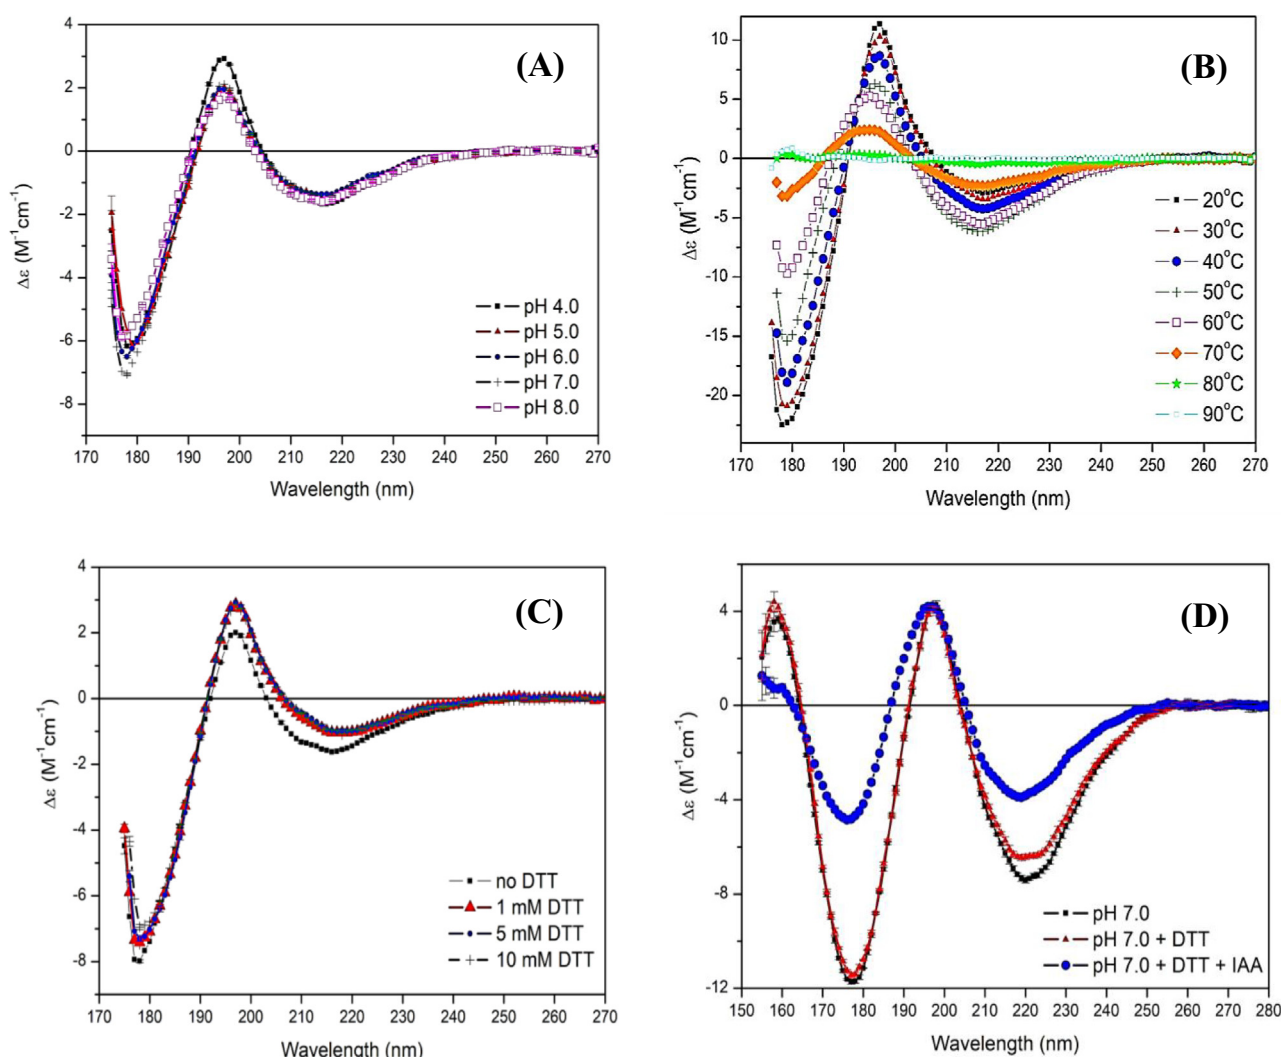 (A)
4
2
0
-2
-4
-6
-8
Δε (M⁻¹cm⁻¹)
pH 4.0
pH 5.0
pH 6.0
pH 7.0
pH 8.0
170 180 190 200 210 220 230 240 250 260 270
Wavelength (nm)
(B)
10
5
0
-5
-10
-15
-20
Δε (M⁻¹cm⁻¹)
20°C
30°C
40°C
50°C
60°C
70°C
80°C
90°C
170 180 190 200 210 220 230 240 250 260 270
Wavelength (nm)
(C)
4
2
0
-2
-4
-6
-8
Δε (M⁻¹cm⁻¹)
no DTT
1 mM DTT
5 mM DTT
10 mM DTT
170 180 190 200 210 220 230 240 250 260 270
Wavelength (nm)
(D)
4
0
-4
-8
-12
Δε (M⁻¹cm⁻¹)
pH 7.0
pH 7.0 + DTT
pH 7.0 + DTT + IAA
150 160 170 180 190 200 210 220 230 240 250 260 270 280
Wavelength (nm)